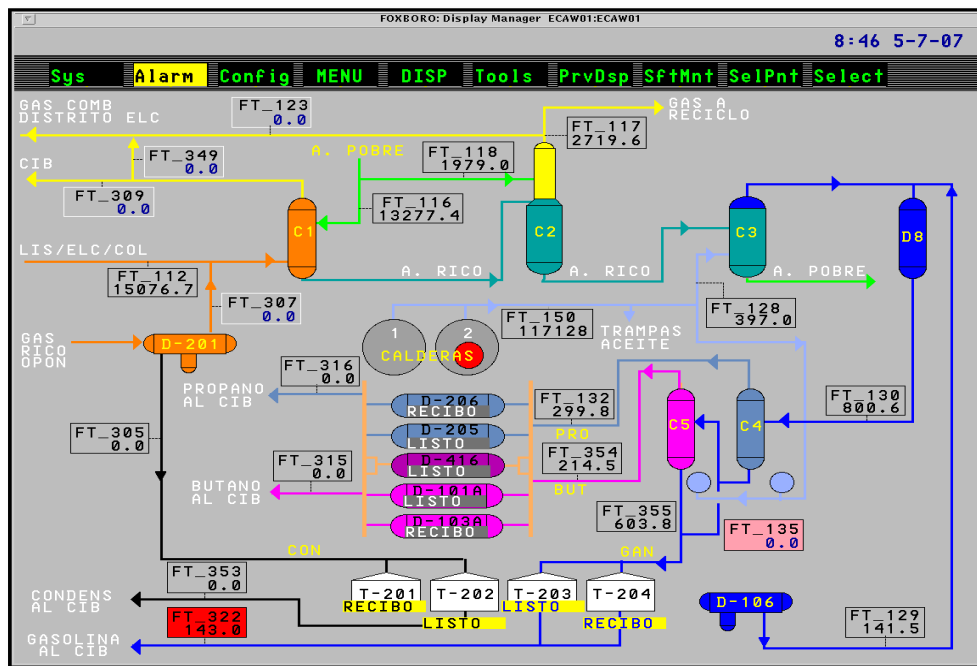 FOXBORO: Display Manager ECAW01:ECAW01
8:46 5-7-07
Sys Alarm Config MENU DISP Tools PrvDsp SftMnt SelPnt Select
GAS COMB
DISTRITO ELC
FT_123
0.0
GAS A
RECICLO
FT_117
2719.6
CIB
FT_349
0.0
A. POBRE
FT_118
1979.0
FT_309
0.0
FT_116
13277.4
C1
C2
C3
D8
LIS/ELC/COL
FT_112
15076.7
A. RICO
A. RICO
A. POBRE
FT_307
0.0
FT_128
397.0
GAS
RICO
OPON
D-201
1
2
CALDERAS
FT_150
117128
TRAMPAS
ACEITE
FT_316
0.0
PROPANO
AL CIB
D-206
RECIBO
FT_132
299.8
PRO
FT_130
800.6
C5
C4
FT_305
0.0
D-205
LISTO
D-416
LISTO
FT_354
214.5
BUT
FT_315
0.0
BUTANO
AL CIB
D-101A
LISTO
D-103A
RECIBO
FT_355
603.8
FT_135
0.0
CON
GAN
FT_353
0.0
CONDENS
AL CIB
T-201
RECIBO
T-202
LISTO
T-203
LISTO
T-204
RECIBO
D-106
FT_129
141.5
FT_322
143.0
GASOLINA
AL CIB